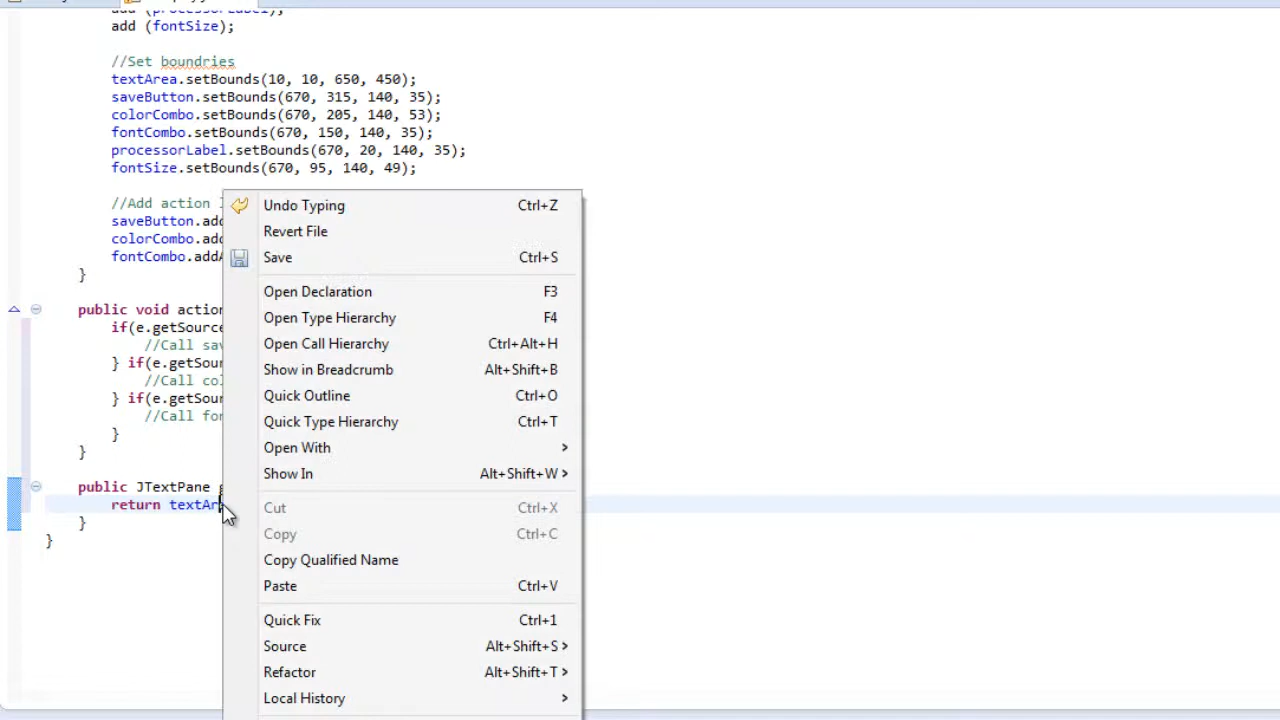 add (processorLabel);
add (fontSize);
//Set boundries
textArea.setBounds(10, 10, 650, 450);
saveButton.setBounds(670, 315, 140, 35);
colorCombo.setBounds(670, 205, 140, 53);
fontCombo.setBounds(670, 150, 140, 35);
processorLabel.setBounds(670, 20, 140, 35);
fontSize.setBounds(670, 95, 140, 49);
//Add action
saveButton.add
colorCombo.add
fontCombo.add
}
public void action
if(e.getSource
//Call sav
} if(e.getSour
//Call co
} if(e.getSour
//Call fon
}
}
public JTextPane g
return textAr
}
}
Undo Typing Ctrl+Z
Revert File
Save Ctrl+S
Open Declaration F3
Open Type Hierarchy F4
Open Call Hierarchy Ctrl+Alt+H
Show in Breadcrumb Alt+Shift+B
Quick Outline Ctrl+O
Quick Type Hierarchy Ctrl+T
Open With >
Show In Alt+Shift+W >
Cut Ctrl+X
Copy Ctrl+C
Copy Qualified Name
Paste Ctrl+V
Quick Fix Ctrl+1
Source Alt+Shift+S >
Refactor Alt+Shift+T >
Local History >